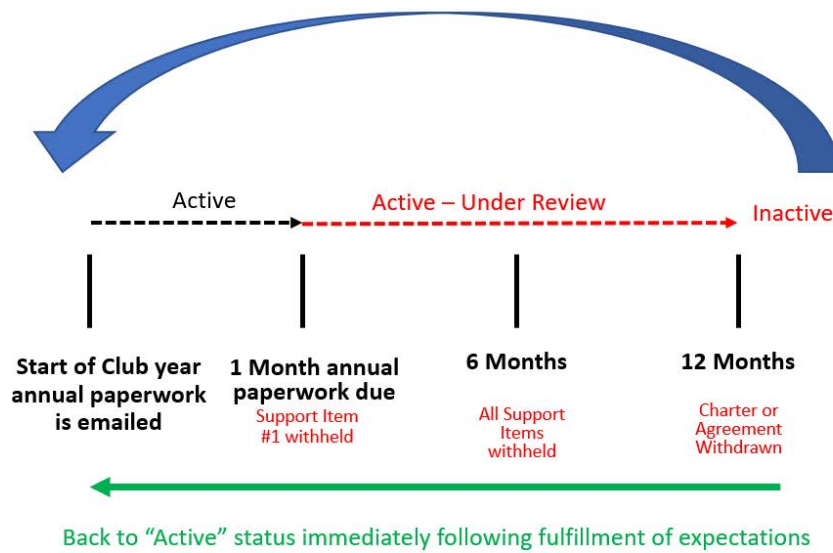 Active
Active – Under Review
Inactive
Start of Club year
annual paperwork
is emailed
1 Month annual
paperwork due
Support Item
#1 withheld
6 Months
All Support
Items
withheld
12 Months
Charter or
Agreement
Withdrawn
Back to “Active” status immediately following fulfillment of expectations